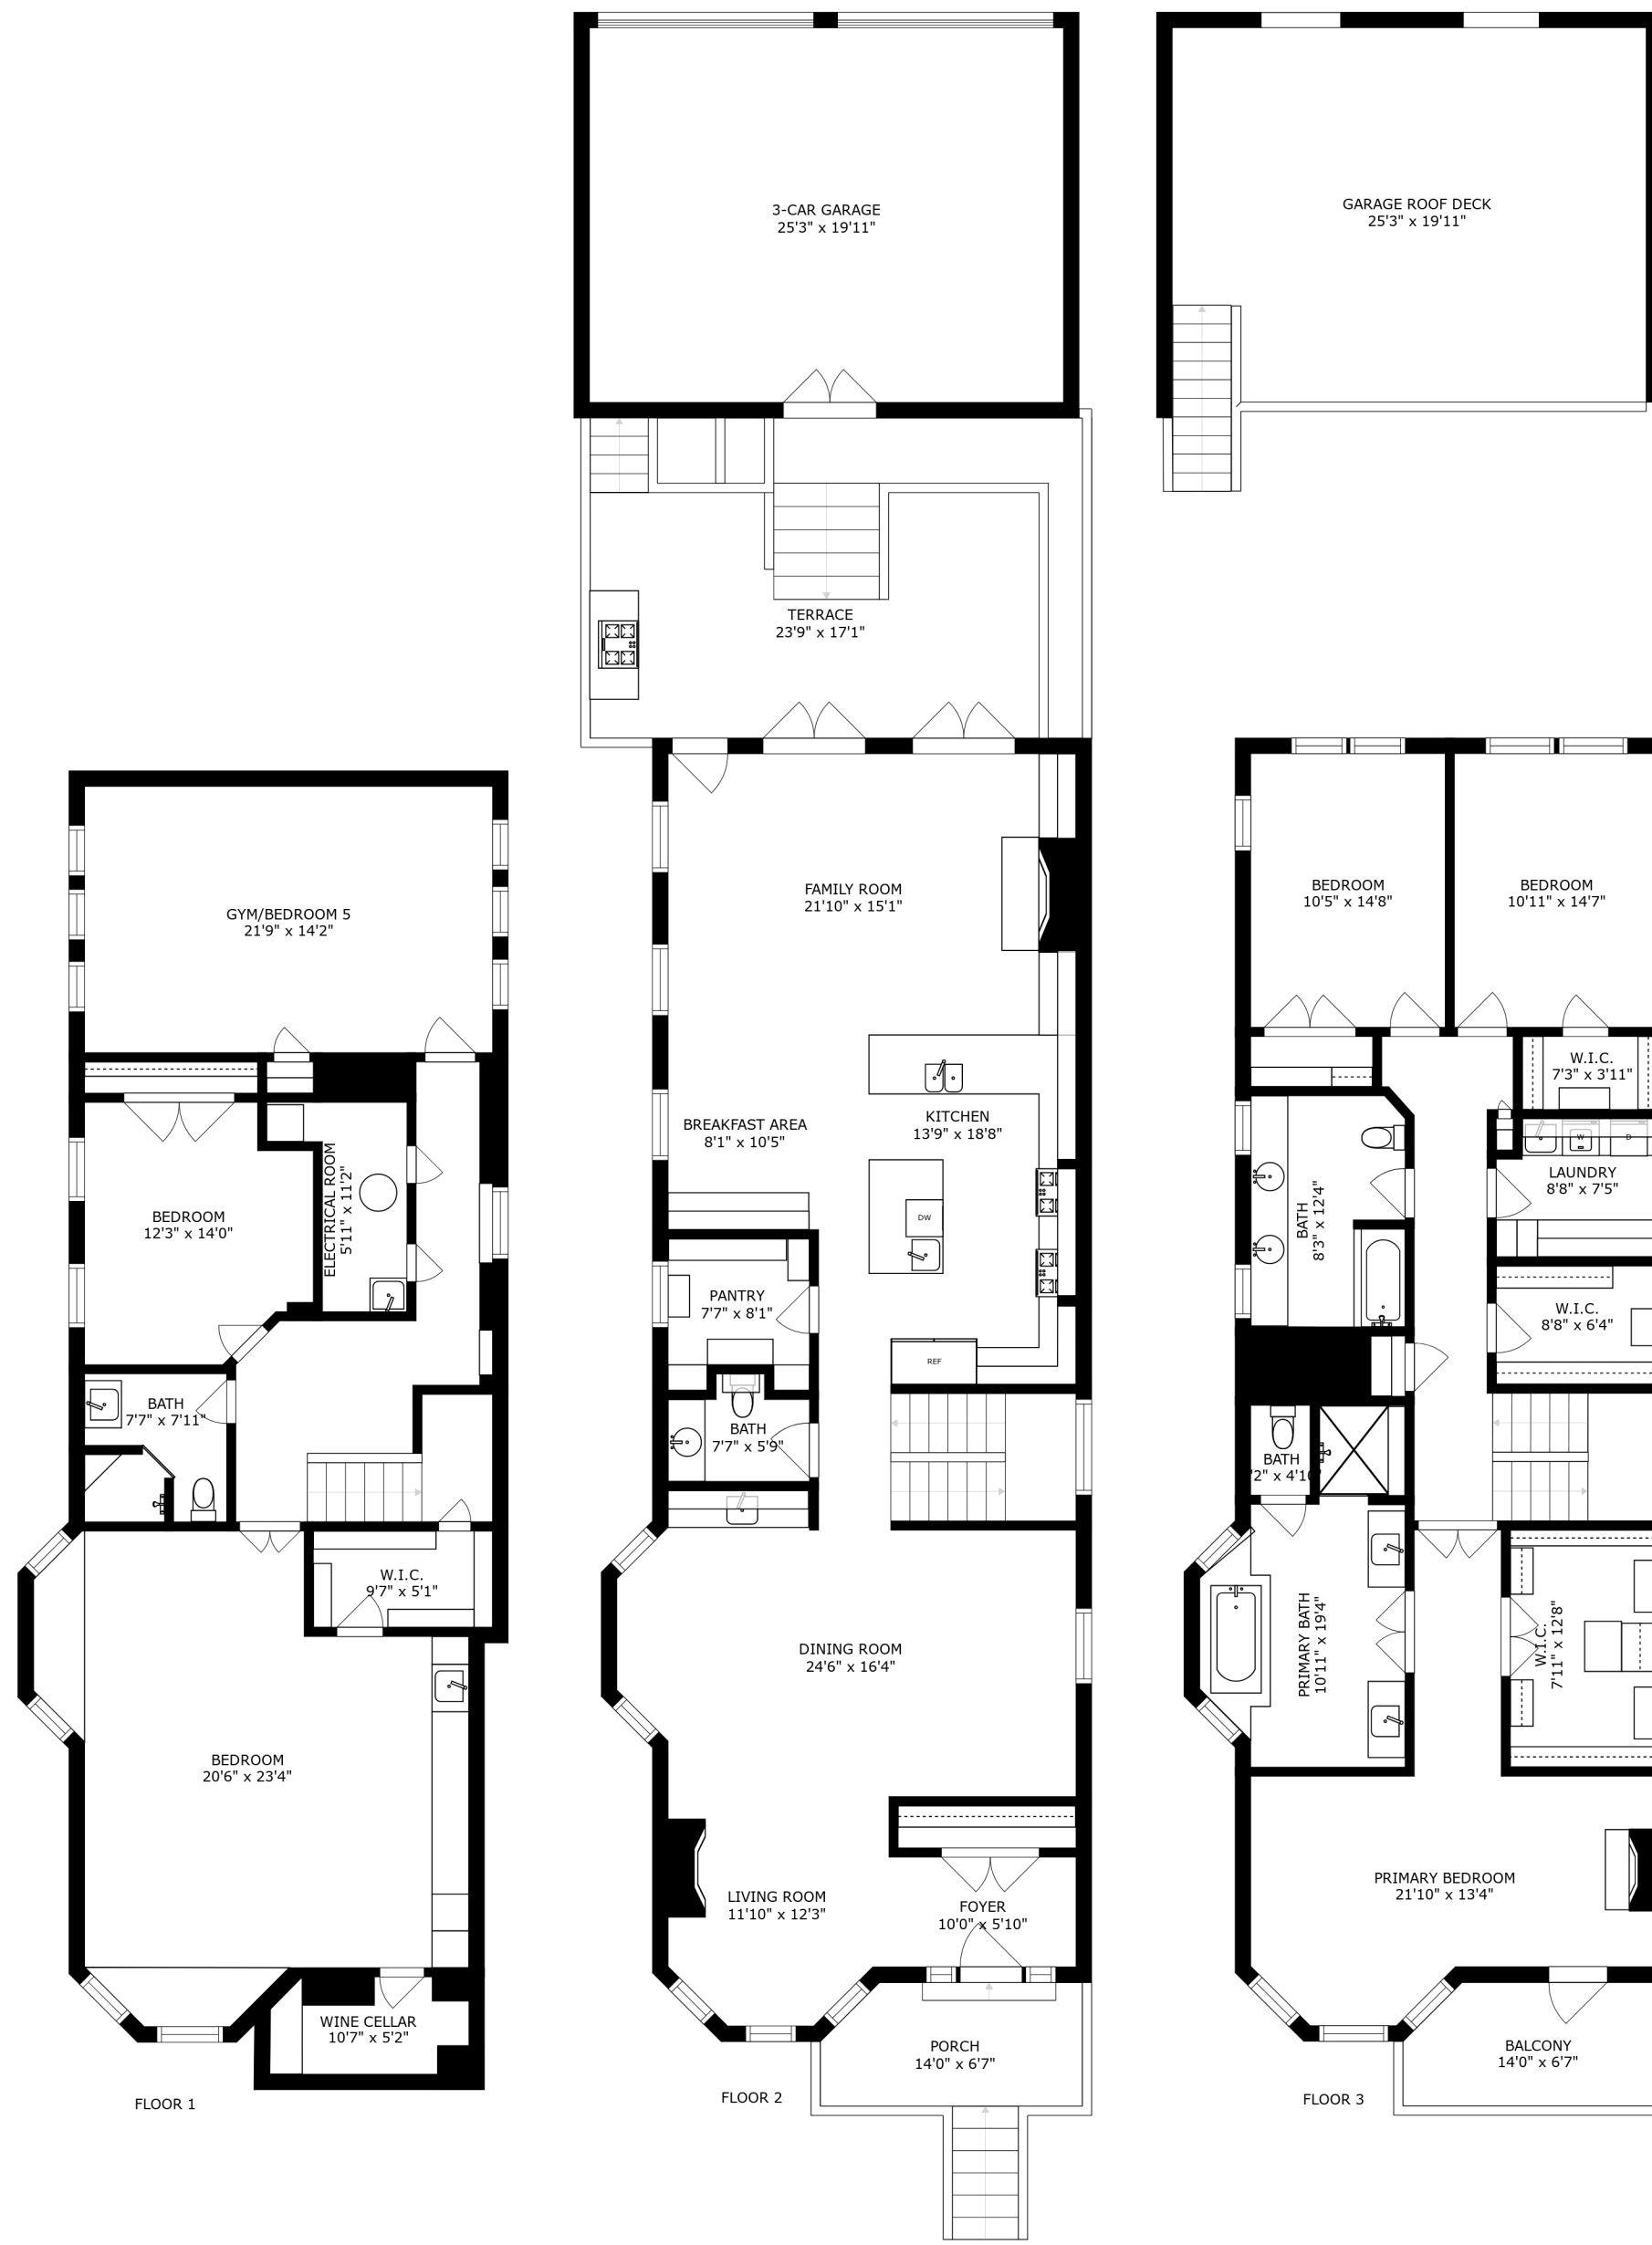 GYM/BEDROOM 5
21'9" x 14'2"
BEDROOM
12'3" x 14'0"
ELECTRICAL ROOM
5'11" x 11'2"
BATH
7'7" x 7'11"
W.I.C.
9'7" x 5'1"
BEDROOM
20'6" x 23'4"
WINE CELLAR
10'7" x 5'2"
FLOOR 1
3-CAR GARAGE
25'3" x 19'11"
TERRACE
23'9" x 17'1"
FAMILY ROOM
21'10" x 15'1"
BREAKFAST AREA
8'1" x 10'5"
KITCHEN
13'9" x 18'8"
DW
REF
PANTRY
7'7" x 8'1"
BATH
7'7" x 5'9"
DINING ROOM
24'6" x 16'4"
LIVING ROOM
11'10" x 12'3"
FOYER
10'0" x 5'10"
PORCH
14'0" x 6'7"
FLOOR 2
GARAGE ROOF DECK
25'3" x 19'11"
BEDROOM
10'5" x 14'8"
BEDROOM
10'11" x 14'7"
W.I.C.
7'3" x 3'11"
W
D
LAUNDRY
8'8" x 7'5"
BATH
8'3" x 12'4"
W.I.C.
8'8" x 6'4"
BATH
x 4'10"
PRIMARY BATH
10'11" x 19'4"
W.I.C.
7'11" x 12'8"
PRIMARY BEDROOM
21'10" x 13'4"
BALCONY
14'0" x 6'7"
FLOOR 3